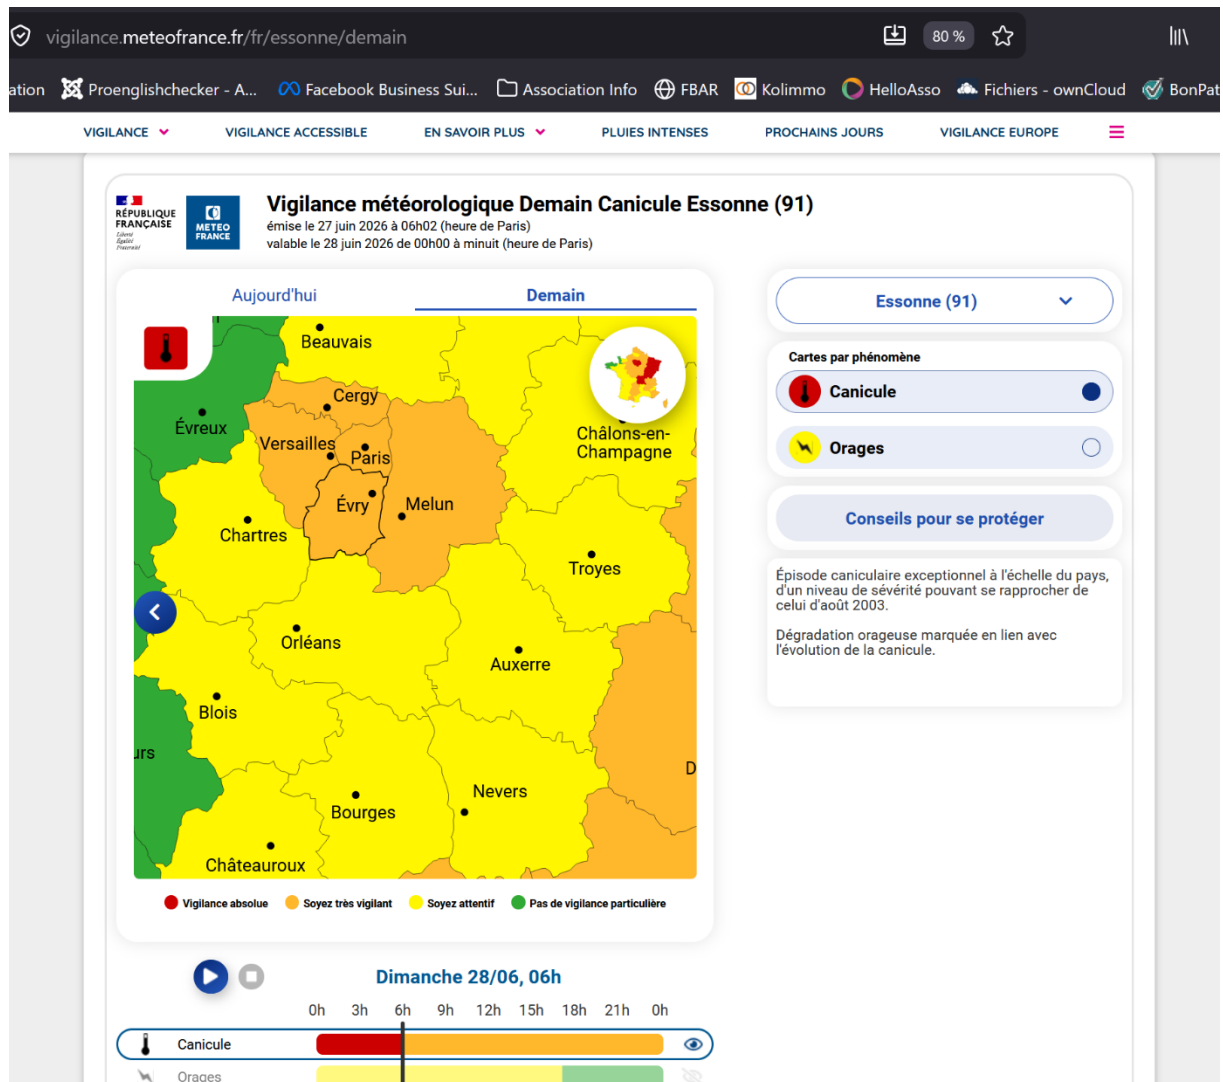 vigilance.meteofrance.fr/fr/essonne/demain
80 %
ation
Proenglishchecker - A...
Facebook Business Sui...
Association Info
FBAR
Kolimmo
HelloAsso
Fichiers - ownCloud
BonPat
VIGILANCE
VIGILANCE ACCESSIBLE
EN SAVOIR PLUS
PLUIES INTENSES
PROCHAINS JOURS
VIGILANCE EUROPE
RÉPUBLIQUE
FRANÇAISE
Liberté
Égalité
Fraternité
METEO
FRANCE
Vigilance météorologique Demain Canicule Essonne (91)
émise le 27 juin 2026 à 06h02 (heure de Paris)
valable le 28 juin 2026 de 00h00 à minuit (heure de Paris)
Aujourd'hui
Demain
Beauvais
Cergy
Évreux
Versailles
Paris
Châlons-en-
Champagne
Évry
Melun
Chartres
Troyes
Orléans
Auxerre
Blois
urs
D
Nevers
Bourges
Châteauroux
Vigilance absolue
Soyez très vigilant
Soyez attentif
Pas de vigilance particulière
Essonne (91)
Cartes par phénomène
Canicule
Orages
Conseils pour se protéger
Épisode caniculaire exceptionnel à l'échelle du pays,
d'un niveau de sévérité pouvant se rapprocher de
celui d'août 2003.
Dégradation orageuse marquée en lien avec
l'évolution de la canicule.
Dimanche 28/06, 06h
0h 3h 6h 9h 12h 15h 18h 21h 0h
Canicule
Orages